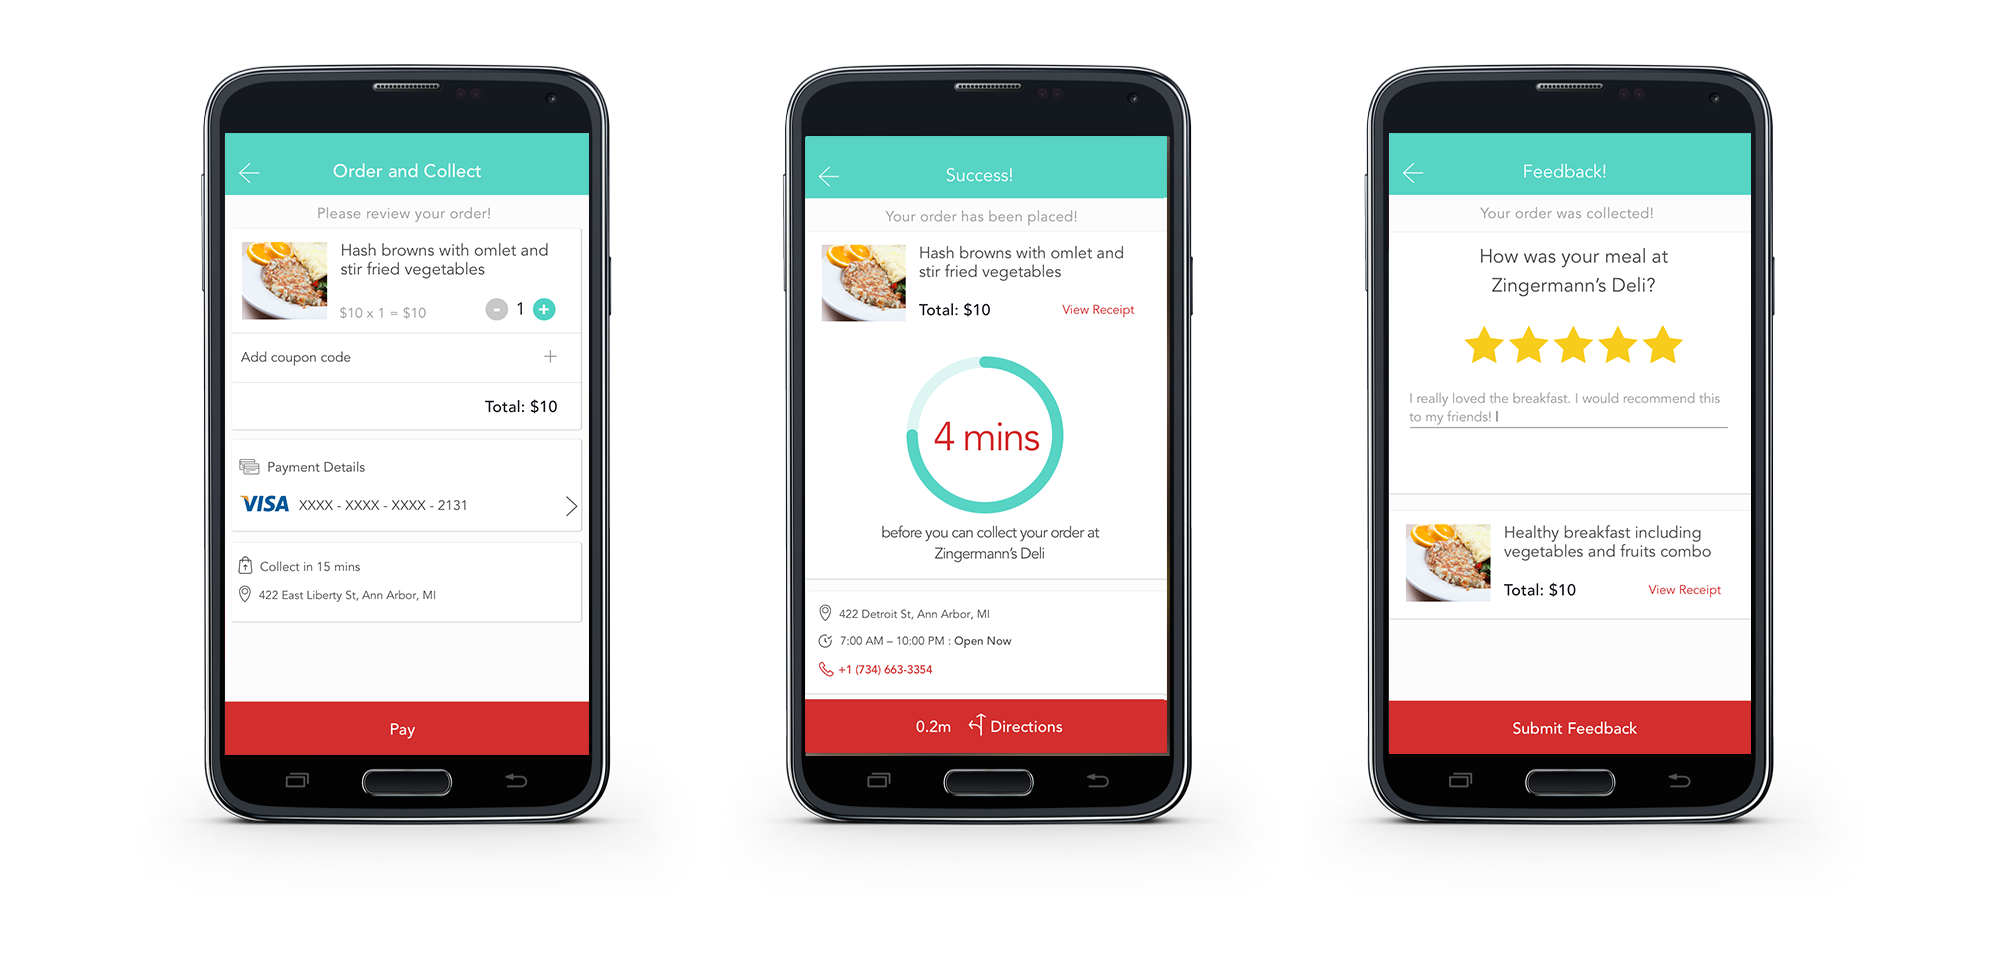 Order and Collect
Please review your order!
Hash browns with omlet and
stir fried vegetables
$10 x 1 = $10
- 1 +
Add coupon code +
Total: $10
Payment Details
VISA XXXX - XXXX - XXXX - 2131
Collect in 15 mins
422 East Liberty St, Ann Arbor, MI
Pay
Success!
Your order has been placed!
Hash browns with omlet and
stir fried vegetables
Total: $10 View Receipt
4 mins
before you can collect your order at
Zingermann's Deli
422 Detroit St, Ann Arbor, MI
7:00 AM – 10:00 PM : Open Now
+1 (734) 663-3354
0.2m Directions
Feedback!
Your order was collected!
How was your meal at
Zingermann's Deli?
I really loved the breakfast. I would recommend this
to my friends!
Healthy breakfast including
vegetables and fruits combo
Total: $10 View Receipt
Submit Feedback